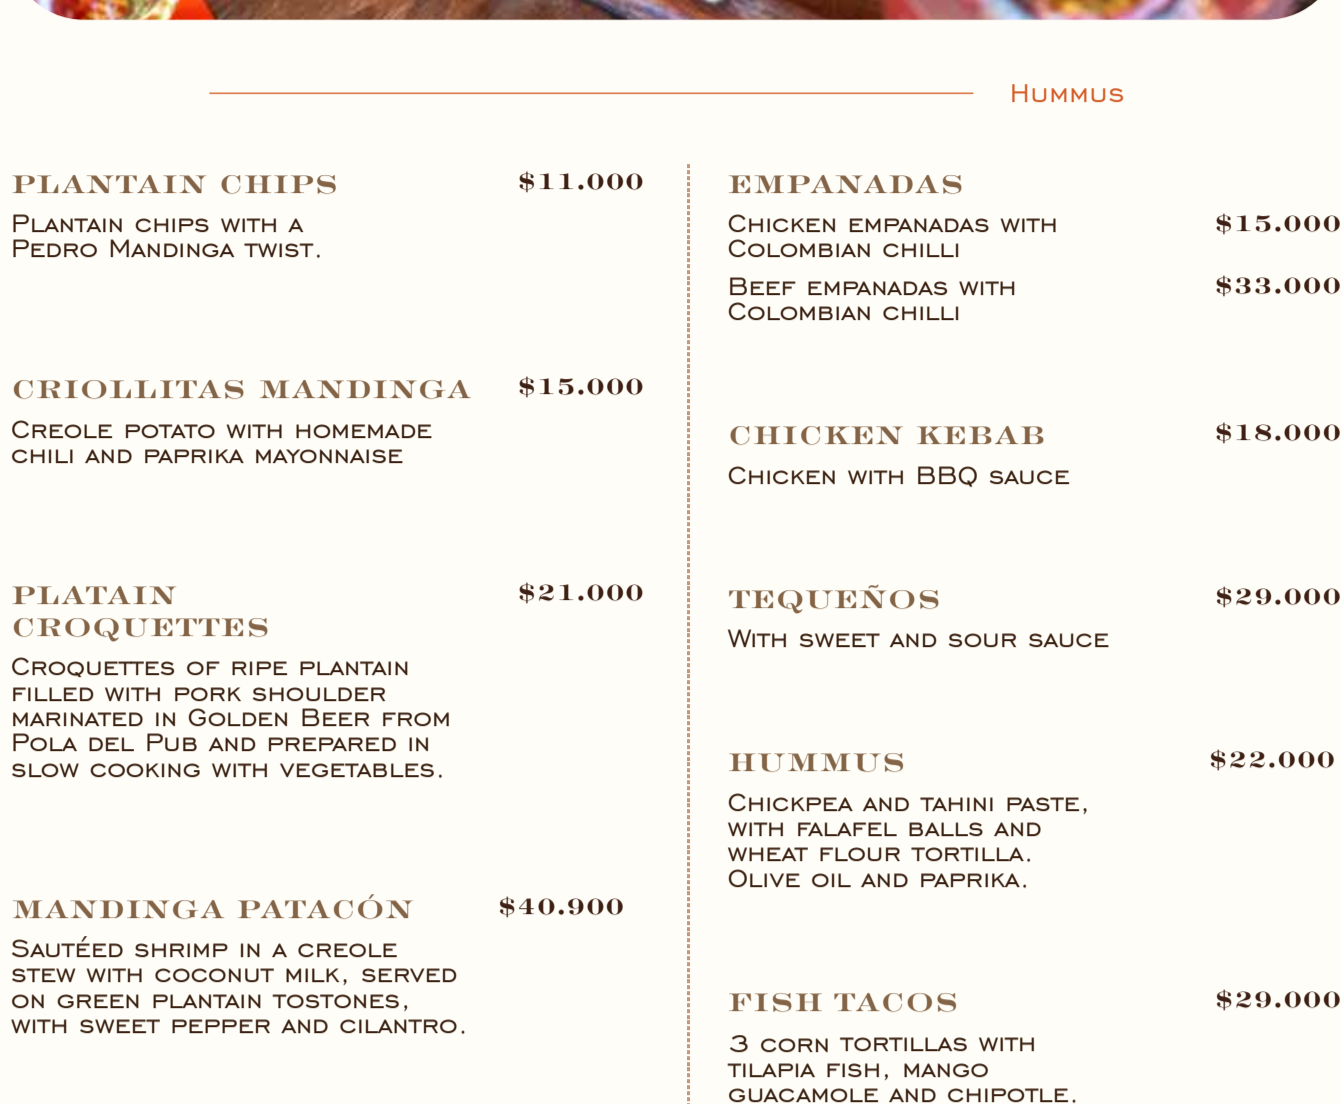 Hummus
PLANTAIN CHIPS $11.000
Plantain chips with a
Pedro Mandinga twist.
CRIOLLITAS MANDINGA $15.000
Creole potato with homemade
chili and paprika mayonnaise
PLATAIN $21.000
CROQUETTES
Croquettes of ripe plantain
filled with pork shoulder
marinated in Golden Beer from
Pola del Pub and prepared in
slow cooking with vegetables.
MANDINGA PATACÓN $40.900
Sautéed shrimp in a creole
stew with coconut milk, served
on green plantain tostones,
with sweet pepper and cilantro.
EMPANADAS
Chicken empanadas with $15.000
Colombian chilli
Beef empanadas with $33.000
Colombian chilli
CHICKEN KEBAB $18.000
Chicken with BBQ sauce
TEQUEÑOS $29.000
With sweet and sour sauce
HUMMUS $22.000
Chickpea and tahini paste,
with falafel balls and
wheat flour tortilla.
Olive oil and paprika.
FISH TACOS $29.000
3 corn tortillas with
tilapia fish, mango
guacamole and chipotle.